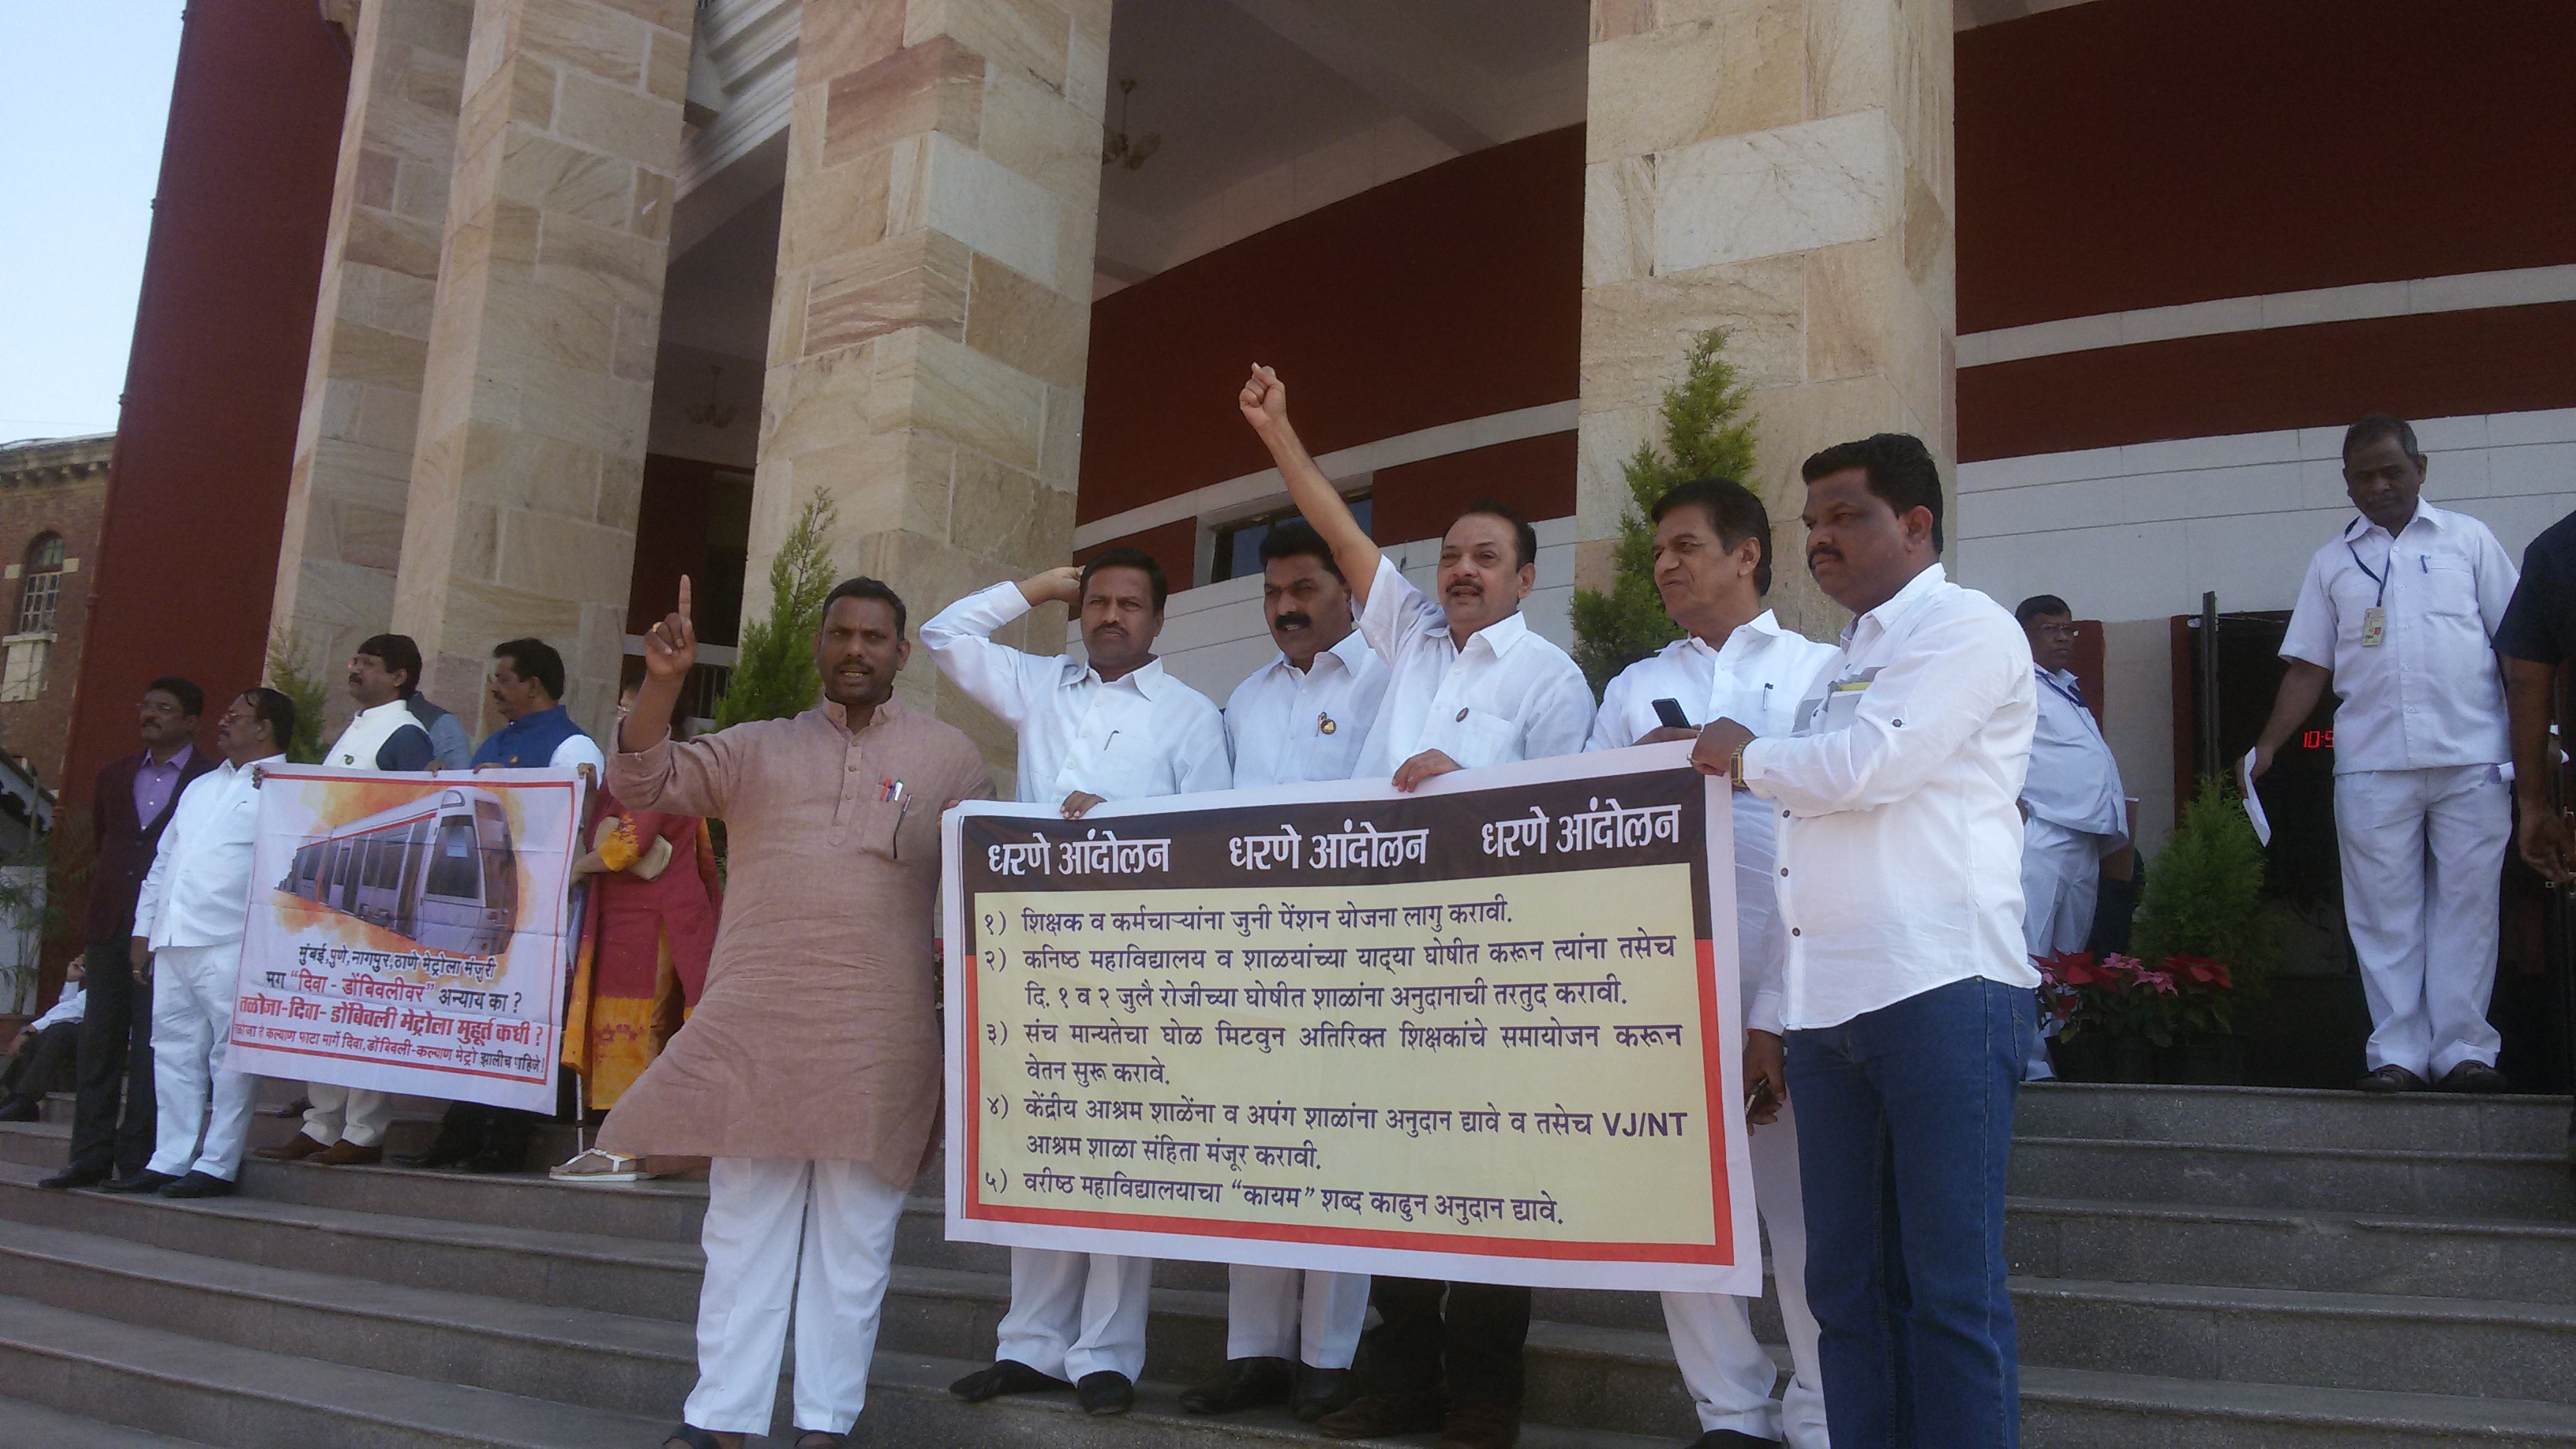 मुंबई,पुणे,नागपुर,ठाणे मेट्रोला मंजुरी
मग "दिवा - डोंबिवलीवर" अन्याय का ?
तळोजा-दिवा- डोंबिवली मेट्रोला मुहूर्त कधी ?
कल्याण फाटा मार्गे दिवा,डोंबिवली-कल्याण मेट्रो झालीच पाहिजे!
धरणे आंदोलन धरणे आंदोलन धरणे आंदोलन
१) शिक्षक व कर्मचाऱ्यांना जुनी पेंशन योजना लागु करावी.
२) कनिष्ठ महाविद्यालय व शाळयांच्या याद्या घोषीत करून त्यांना तसेच
दि. १ व २ जुलै रोजीच्या घोषीत शाळांना अनुदानाची तरतुद करावी.
३) संच मान्यतेचा घोळ मिटवुन अतिरिक्त शिक्षकांचे समायोजन करून
वेतन सुरू करावे.
४) केंद्रीय आश्रम शाळेंना व अपंग शाळांना अनुदान द्यावे व तसेच VJ/NT
आश्रम शाळा संहिता मंजूर करावी.
५) वरीष्ठ महाविद्यालयाचा "कायम" शब्द काढुन अनुदान द्यावे.